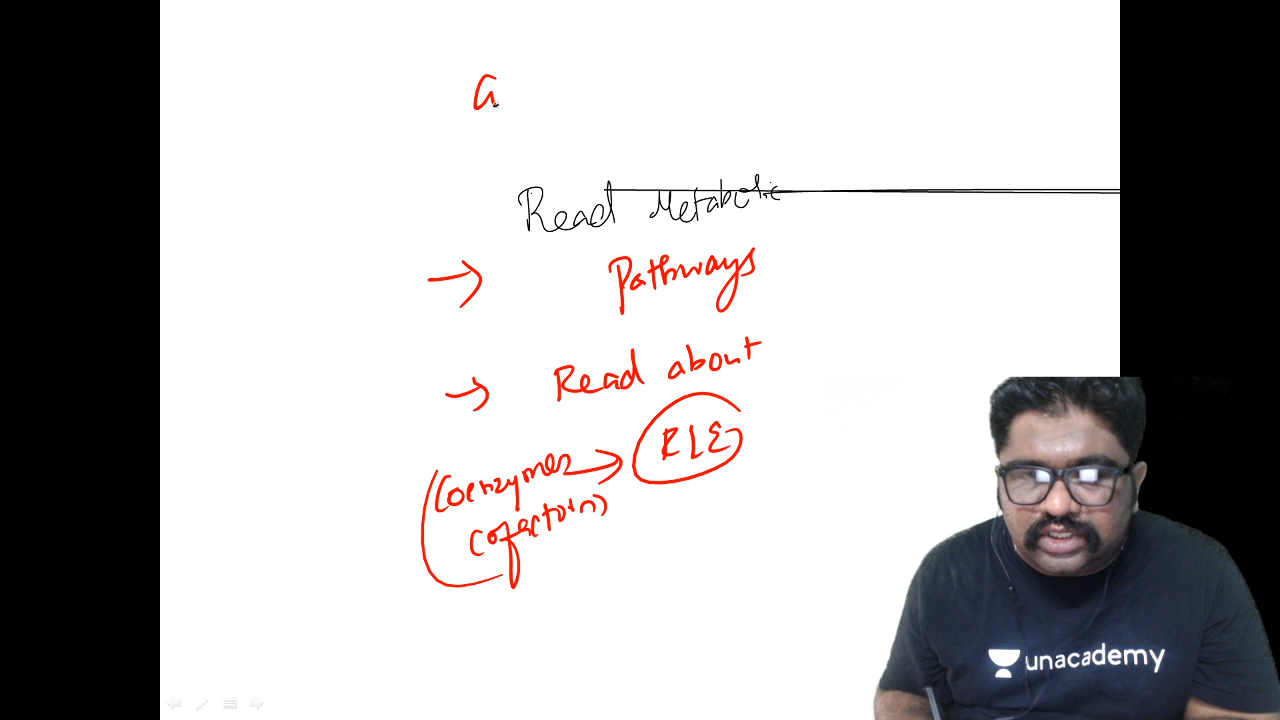 G
Read Metabolic
→ Pathways
→ Read about
RLE
(coenzymes →
cofactors)
unacademy